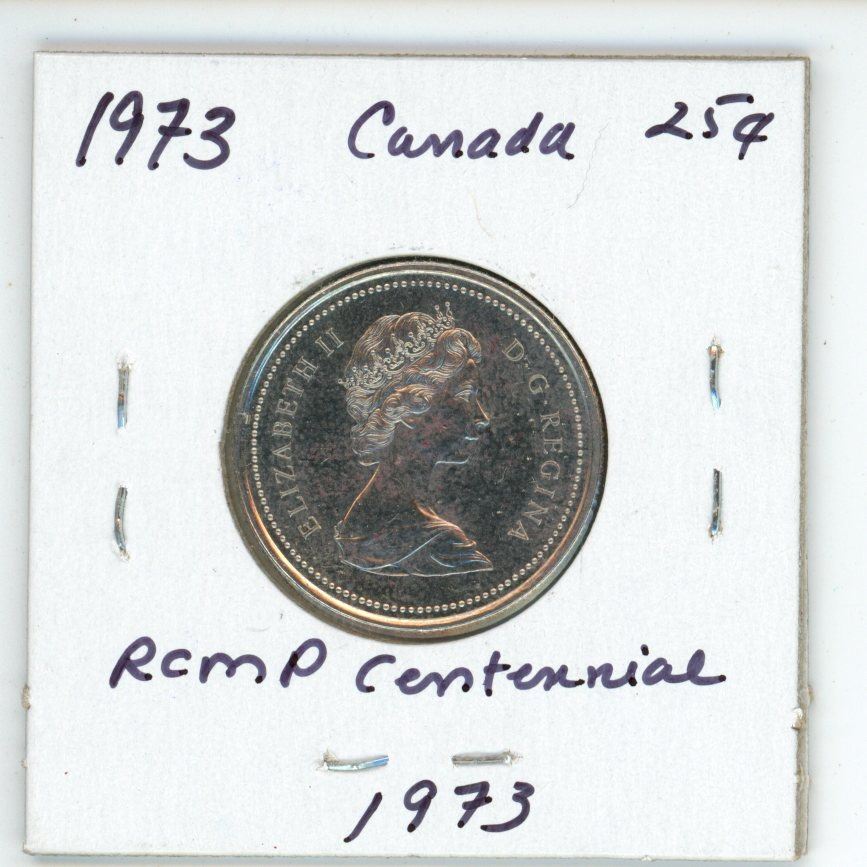 1973 Canada 25¢
ELIZABETH II D·G·REGINA
RCMP Centennial
1973